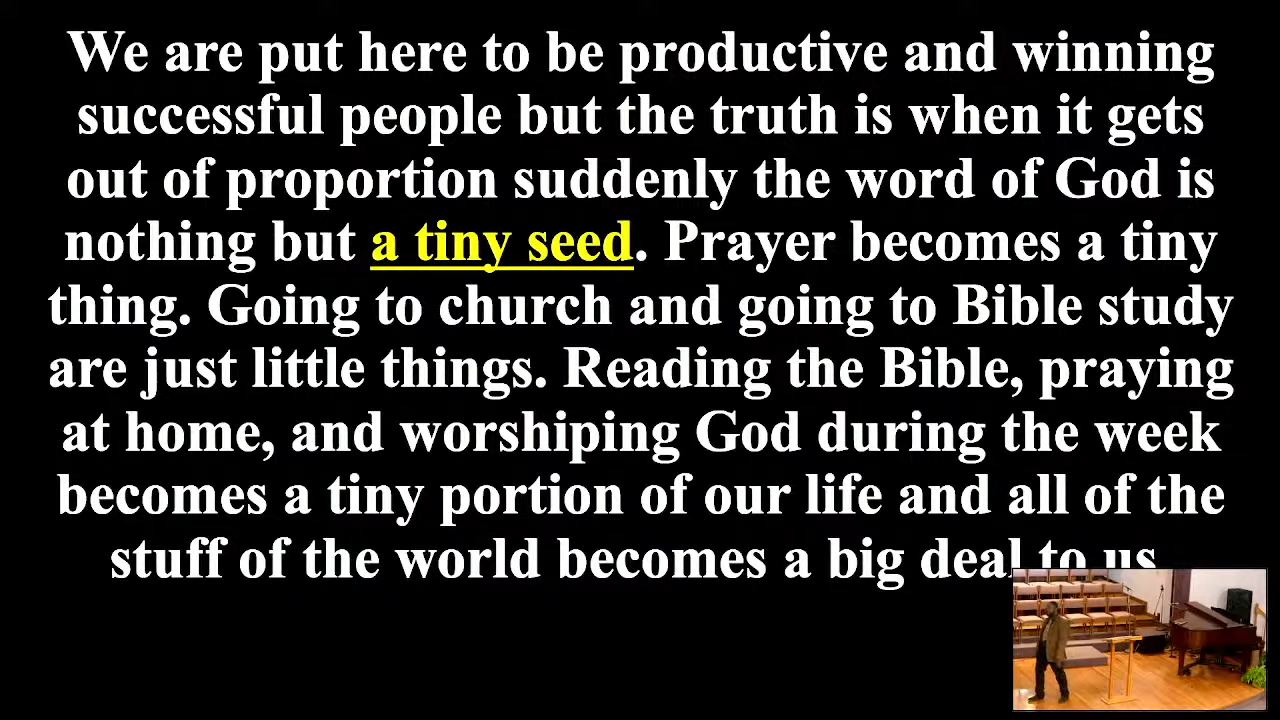 We are put here to be productive and winning
successful people but the truth is when it gets
out of proportion suddenly the word of God is
nothing but a tiny seed. Prayer becomes a tiny
thing. Going to church and going to Bible study
are just little things. Reading the Bible, praying
at home, and worshiping God during the week
becomes a tiny portion of our life and all of the
stuff of the world becomes a big deal to us